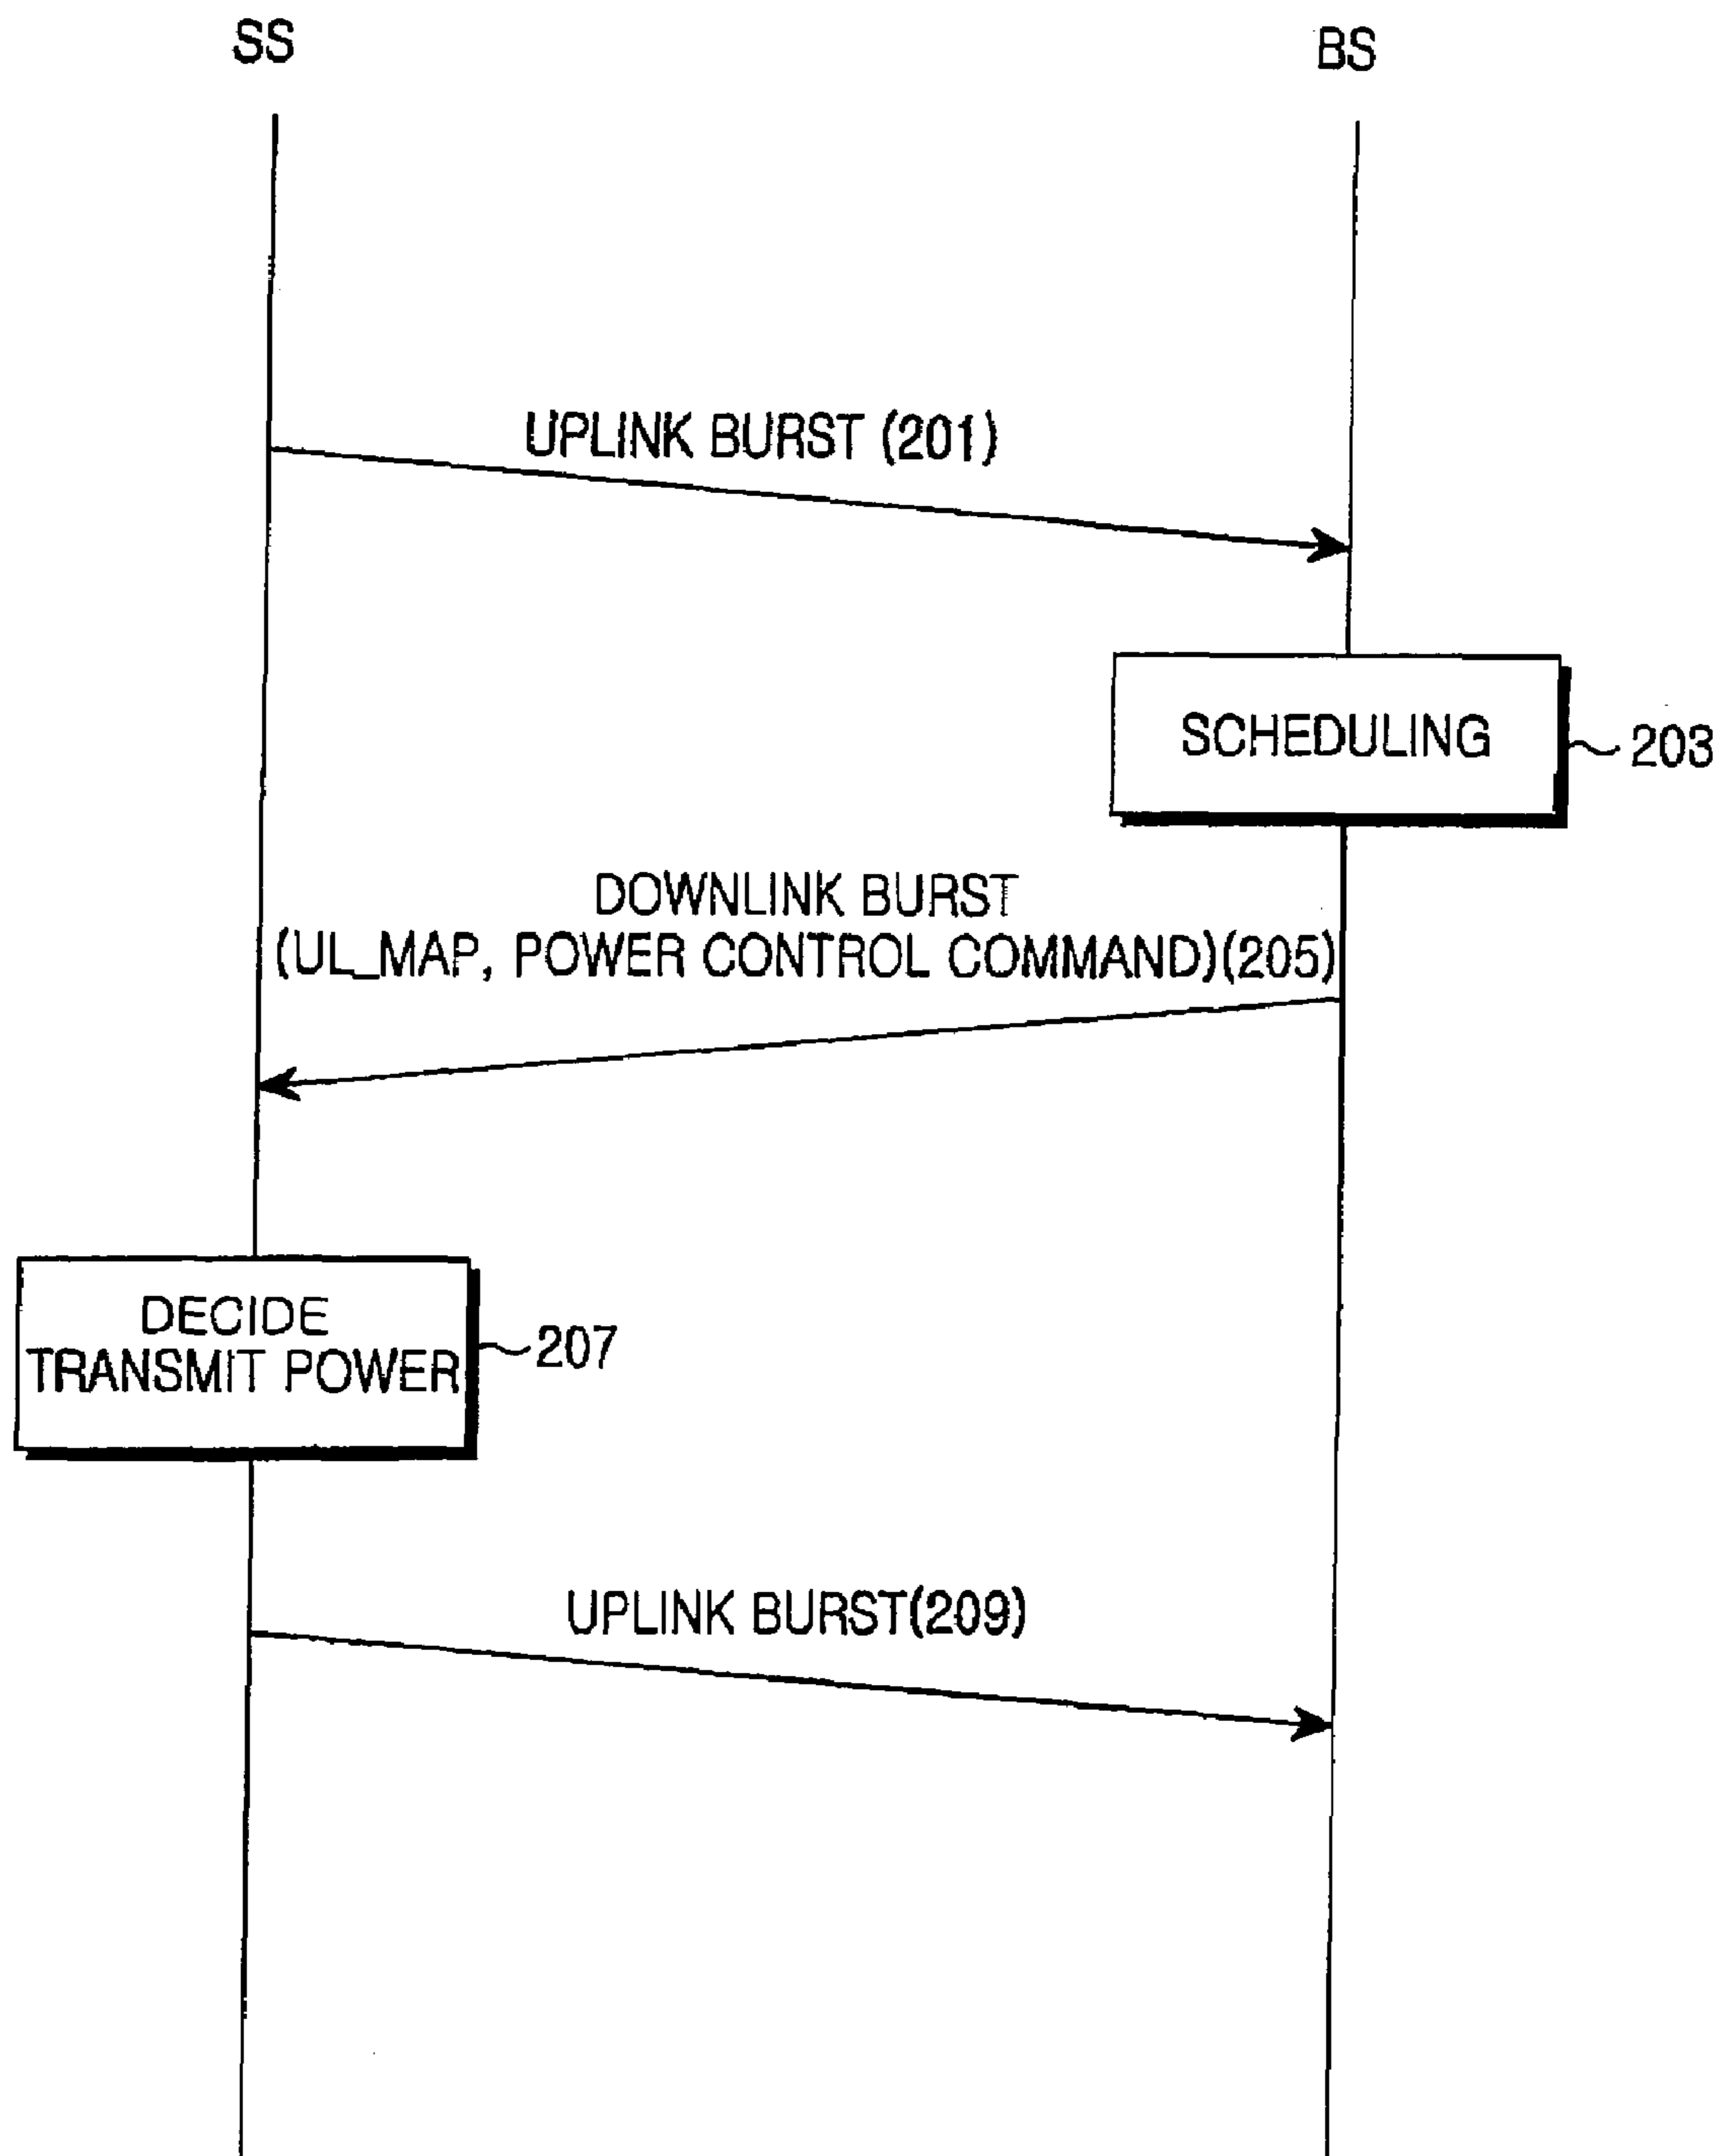 SS
BS
UPLINK BURST (201)
SCHEDULING
203
DOWNLINK BURST
(UL_MAP, POWER CONTROL COMMAND)(205)
DECIDE
TRANSMIT POWER
207
UPLINK BURST(209)